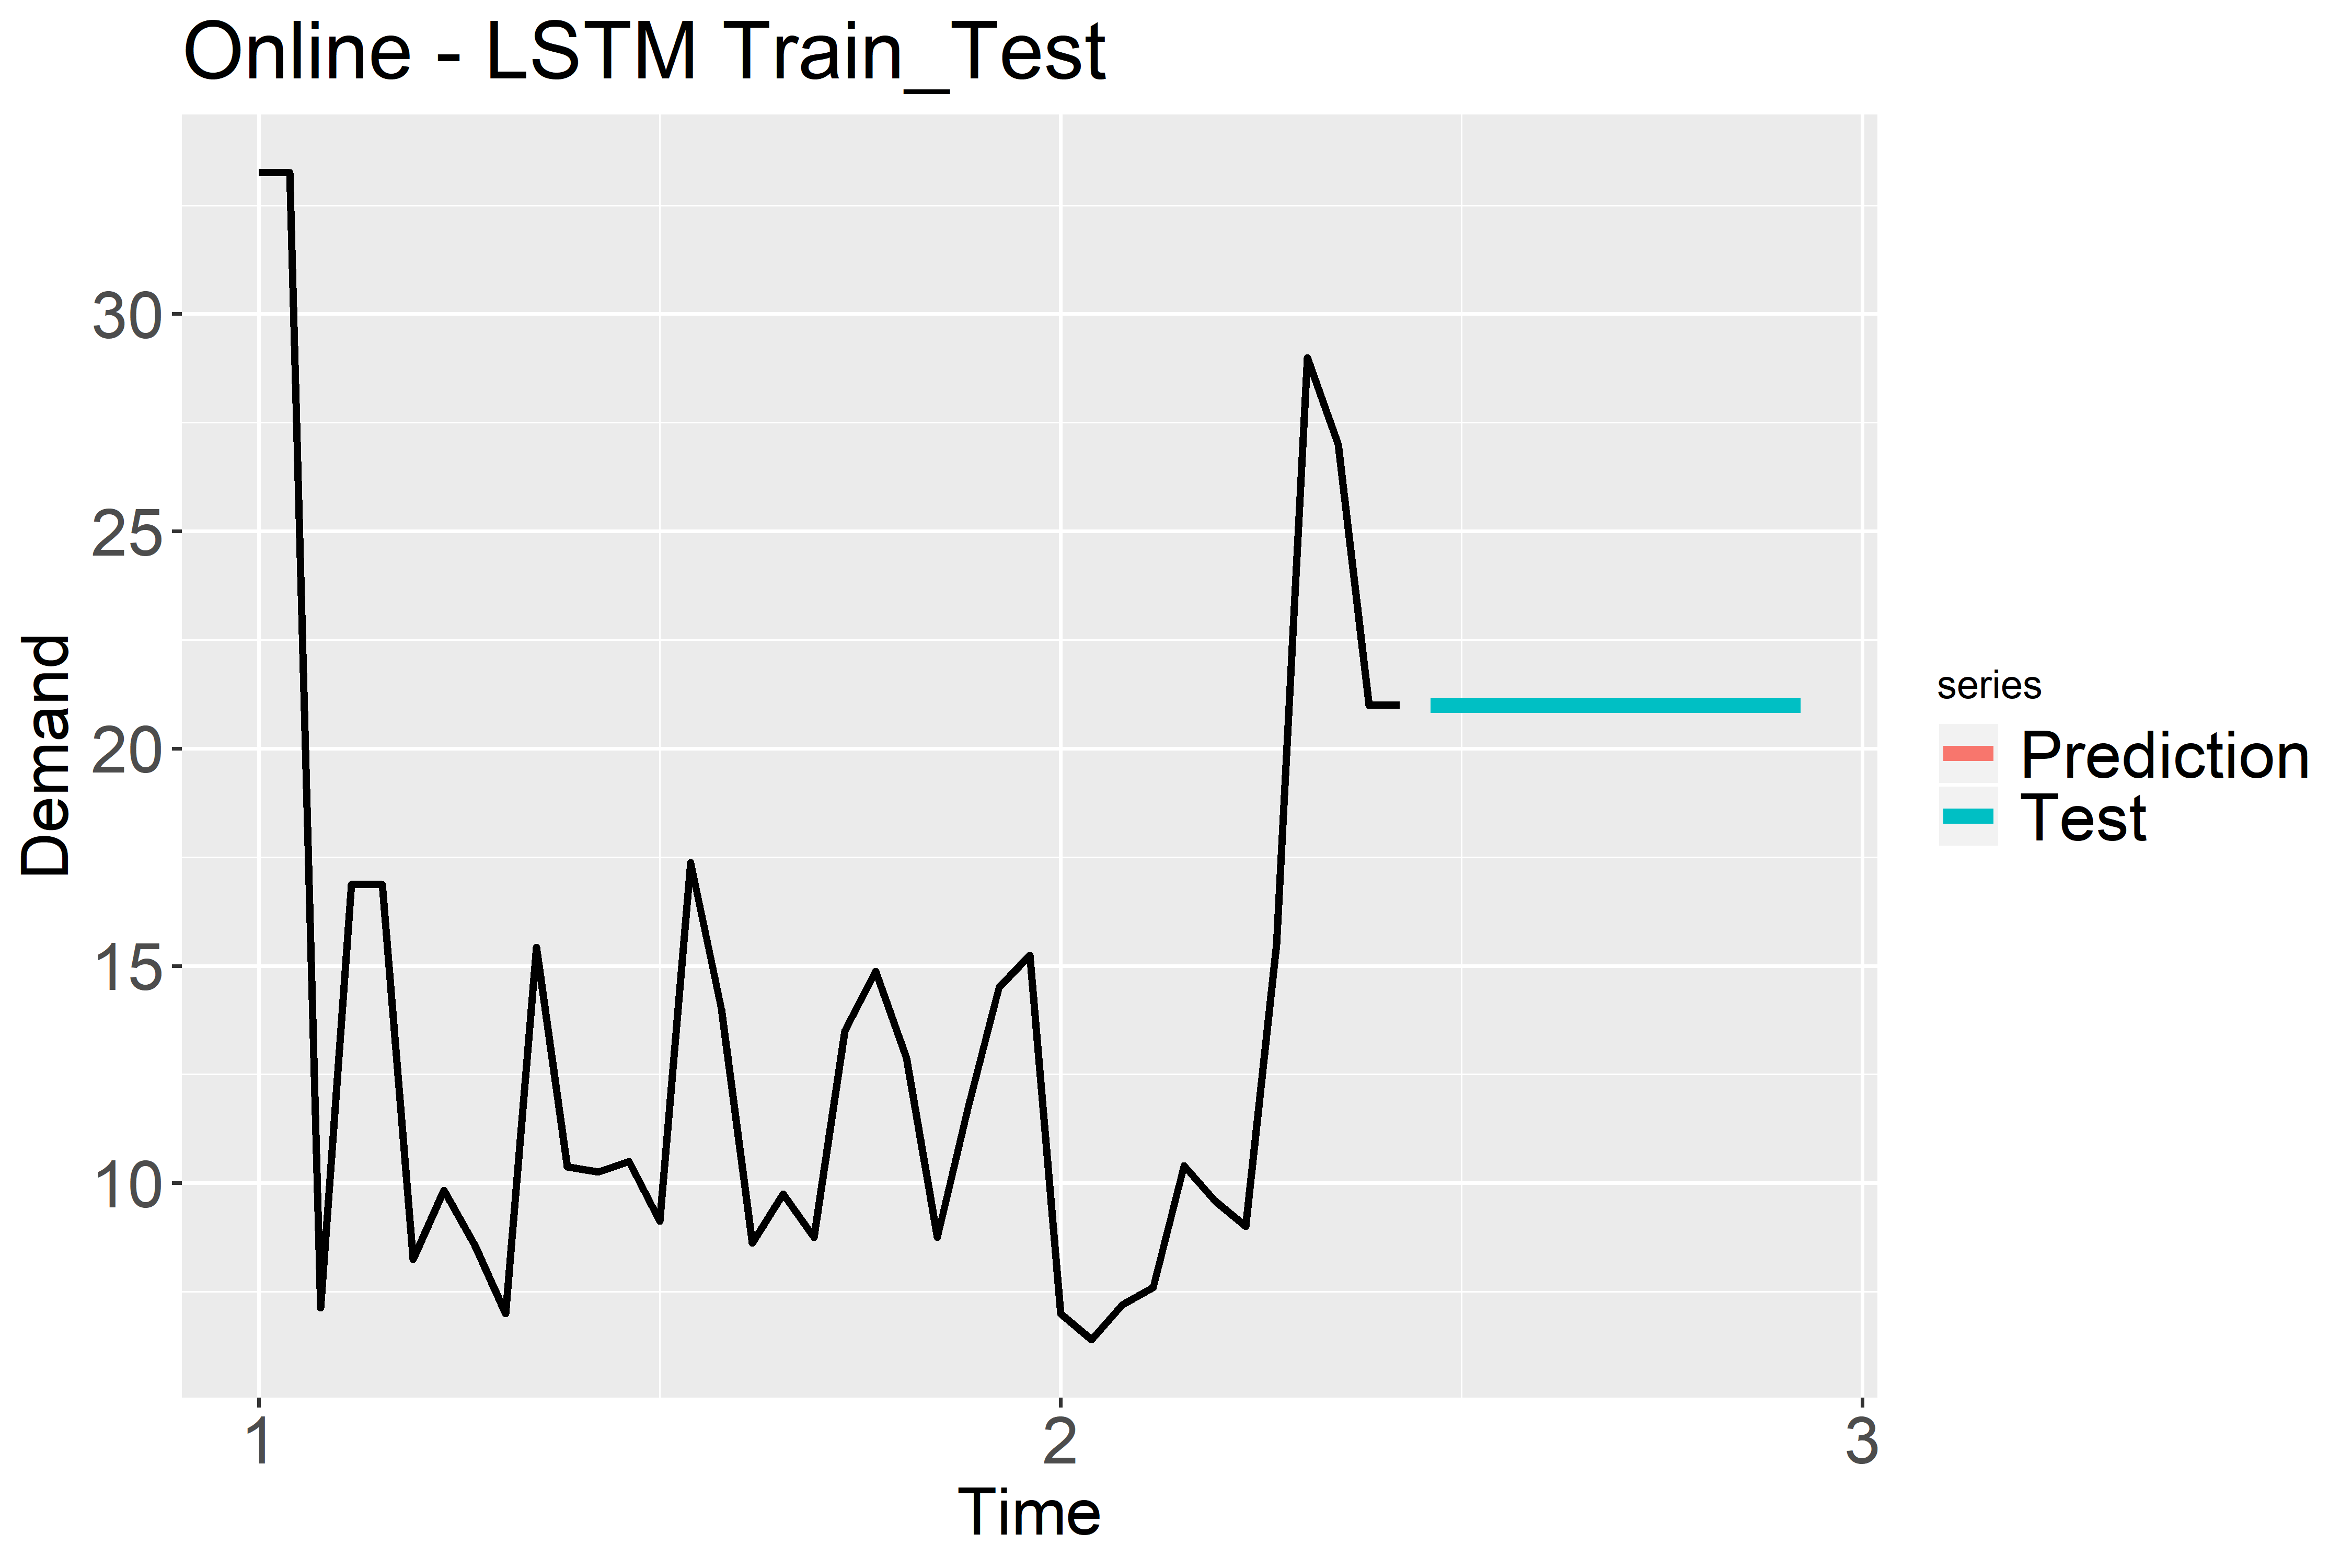 Online - LSTM Train_Test
30
25
20
15
10
Demand
1
2
3
Time
series
Prediction
Test